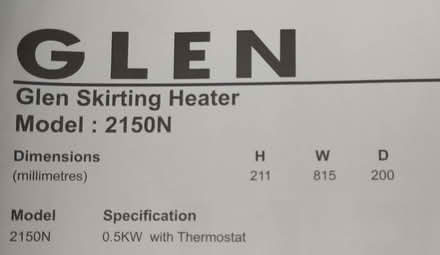 GLEN
Glen Skirting Heater
Model : 2150N
Dimensions H W D
(millimetres) 211 815 200
Model Specification
2150N 0.5KW with Thermostat